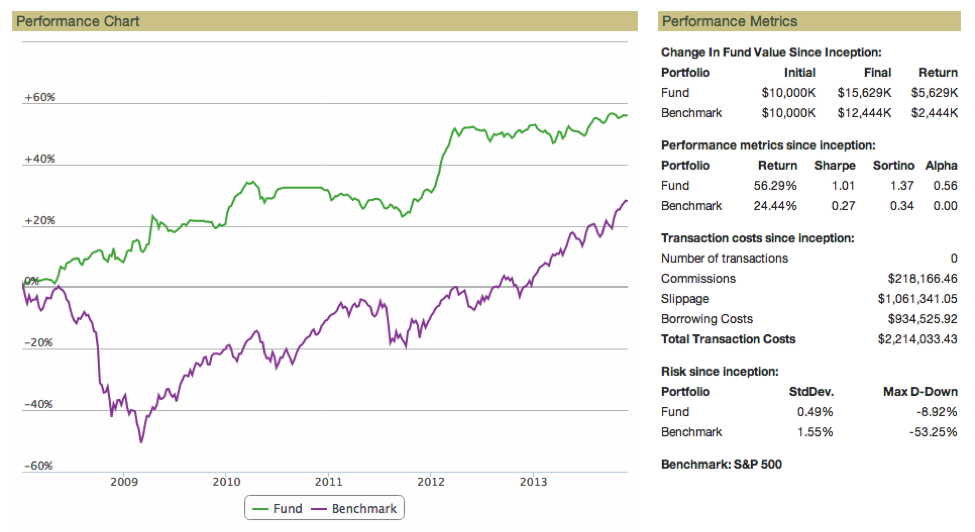 Performance Chart
+60%
+40%
+20%
0%
-20%
-40%
-60%
2009 2010 2011 2012 2013
Fund Benchmark
Performance Metrics
Change In Fund Value Since Inception:
Portfolio Initial Final Return
Fund $10,000K $15,629K $5,629K
Benchmark $10,000K $12,444K $2,444K
Performance metrics since inception:
Portfolio Return Sharpe Sortino Alpha
Fund 56.29% 1.01 1.37 0.56
Benchmark 24.44% 0.27 0.34 0.00
Transaction costs since inception:
Number of transactions 0
Commissions $218,166.46
Slippage $1,061,341.05
Borrowing Costs $934,525.92
Total Transaction Costs $2,214,033.43
Risk since inception:
Portfolio StdDev. Max D-Down
Fund 0.49% -8.92%
Benchmark 1.55% -53.25%
Benchmark: S&P 500